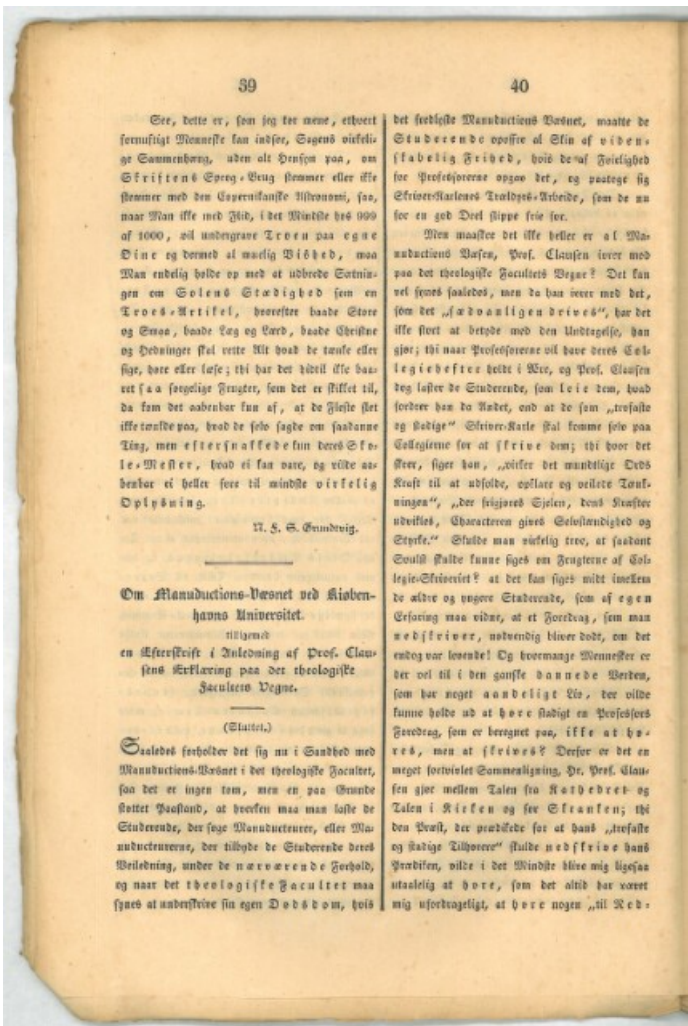 39
See, dette er, som jeg tør mene, ethvert
fornuftigt Menneske kan indsee, Sagens virkeli-
ge Sammenhæng, uden alt Hensyn paa, om
Skriftens Sprog-Brug stemmer eller ikke
stemmer med den Copernikanske Astronomi, saa,
naar Man ikke med Flid, i det Mindste hos 999
af 1000, vil undergrave Troen paa egne
Øine og dermed al muelig Vished, maa
Man endelig holde op med at udbrede Sætnin-
gen om Solens Stædighed som en
Troes-Artikel, hvorefter baade Store
og Smaa, baade Læg og Lærd, baade Christne
og Hedninger skal rette Alt hvad de tænke eller
sige, høre eller læse; thi har det hidtil ikke baa-
ret saa sørgelige Frugter, som det er skikket til,
da kom det aabenbar kun af, at de Fleste slet
ikke tænkde paa, hvad de selv sagde om saadanne
Ting, men eftersnakkede kun deres Sko-
le-Mester, hvad ei kan vare, og vilde aa-
benbar ei heller føre til mindste virkelig
Oplysning.
N. F. S. Grundtvig.
Om Manuductions-Væsnet ved Kiøben-
havns Universitet.
tilligemed
en Efterskrift i Anledning af Prof. Clau-
sens Erklæring paa det theologiske
Facultets Vegne.
(Sluttet.)
Saaledes forholder det sig nu i Sandhed med
Manuductions-Væsnet i det theologiske Facultet,
saa det er ingen tom, men en paa Grunde
støttet Paastand, at hverken maa man laste de
Studerende, der søge Manuducteurer, eller Ma-
nuducteurerne, der tilbyde de Studerende deres
Veiledning, under de nærværende Forhold,
og naar det theologiske Facultet maa
synes at underskrive sin egen Dødsdom, hvis
40
det fordømte Manuductions Væsnet, maatte de
Studerende opoffre al Skin af viden-
skabelig Frihed, hvis de af Føielighed
for Professorerne opgav det, og paatoge sig
Skriver-Karlenes Trældoms-Arbeide, som de nu
for en god Deel slippe frie for.
Men maaskee det ikke heller er al Ma-
nuductions Væsen, Prof. Clausen ivrer mod
paa det theologiske Facultets Vegne? Det kan
vel synes saaledes, men da han ivrer mod det,
som det „sædvanligen drives“, har det
ikke stort at betyde med den Undtagelse, han
gjør; thi naar Professorerne vil have deres Col-
legiehefter holdt i Ære, og Prof. Clausen
dog laster de Studerende, som leie dem, hvad
fordrer han da Andet, end at de som „trofaste
og stadige“ Skriver-Karle skal komme selv paa
Collegierne for at skrive dem; thi hvor det
skeer, siger han, „virker det mundtlige Ords
Kraft til at udfolde, opklare og veilede Tænk-
ningen“, „der frigjøres Sjelen, dens Kræfter
udvikles, Charakteren gives Selvstændighed og
Styrke.“ Skulde man virkelig troe, at saadant
Svulst skulde kunne siges om Frugterne af Col-
legie-Skriveriet? at det kan siges midt imellem
de ældre og yngere Studerende, som af egen
Erfaring maa vidne, at et Foredrag, som man
nedskriver, nødvendig bliver dødt, om det
endog var levende! Og hvormange Mennesker er
der vel til i den ganske dannede Verden,
som har noget aandeligt Liv, der vilde
kunne holde ud at høre stadigt en Professors
Foredrag, som er beregnet paa, ikke at hø-
res, men at skrives? Derfor er det en
meget fortvivlet Sammenligning, Hr. Prof. Clau-
sen gjør mellem Talen fra Kathedret og
Talen i Kirken og for Skranken; thi
den Præst, der prædikede for at hans „trofaste
og stadige Tilhørere“ skulde nedskrive hans
Prædiken, vilde i det Mindste blive mig ligesaa
utaalelig at høre, som det altid har været
mig ufordrageligt, at høre nogen „til Ned-